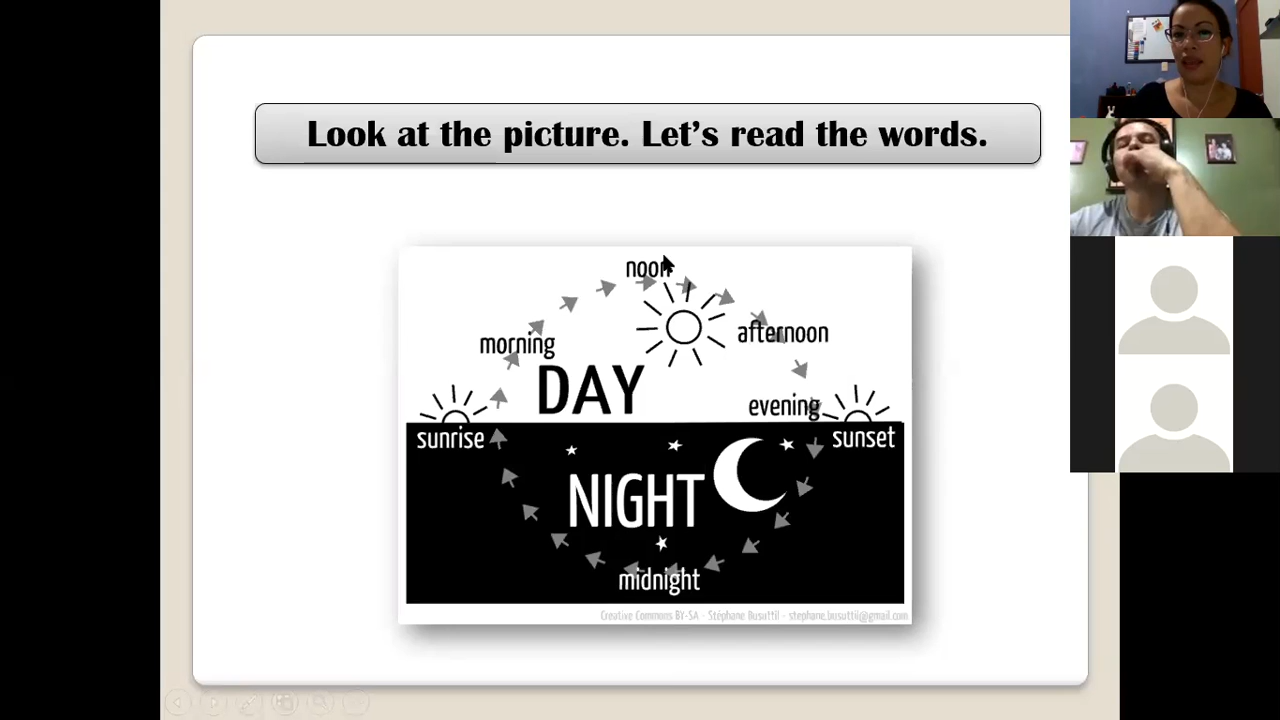 Look at the picture. Let's read the words.
noon
morning
afternoon
DAY
evening
sunrise
sunset
NIGHT
midnight
Creative Commons BY-SA - Stéphane Busuttil - stephane.busuttil@gmail.com